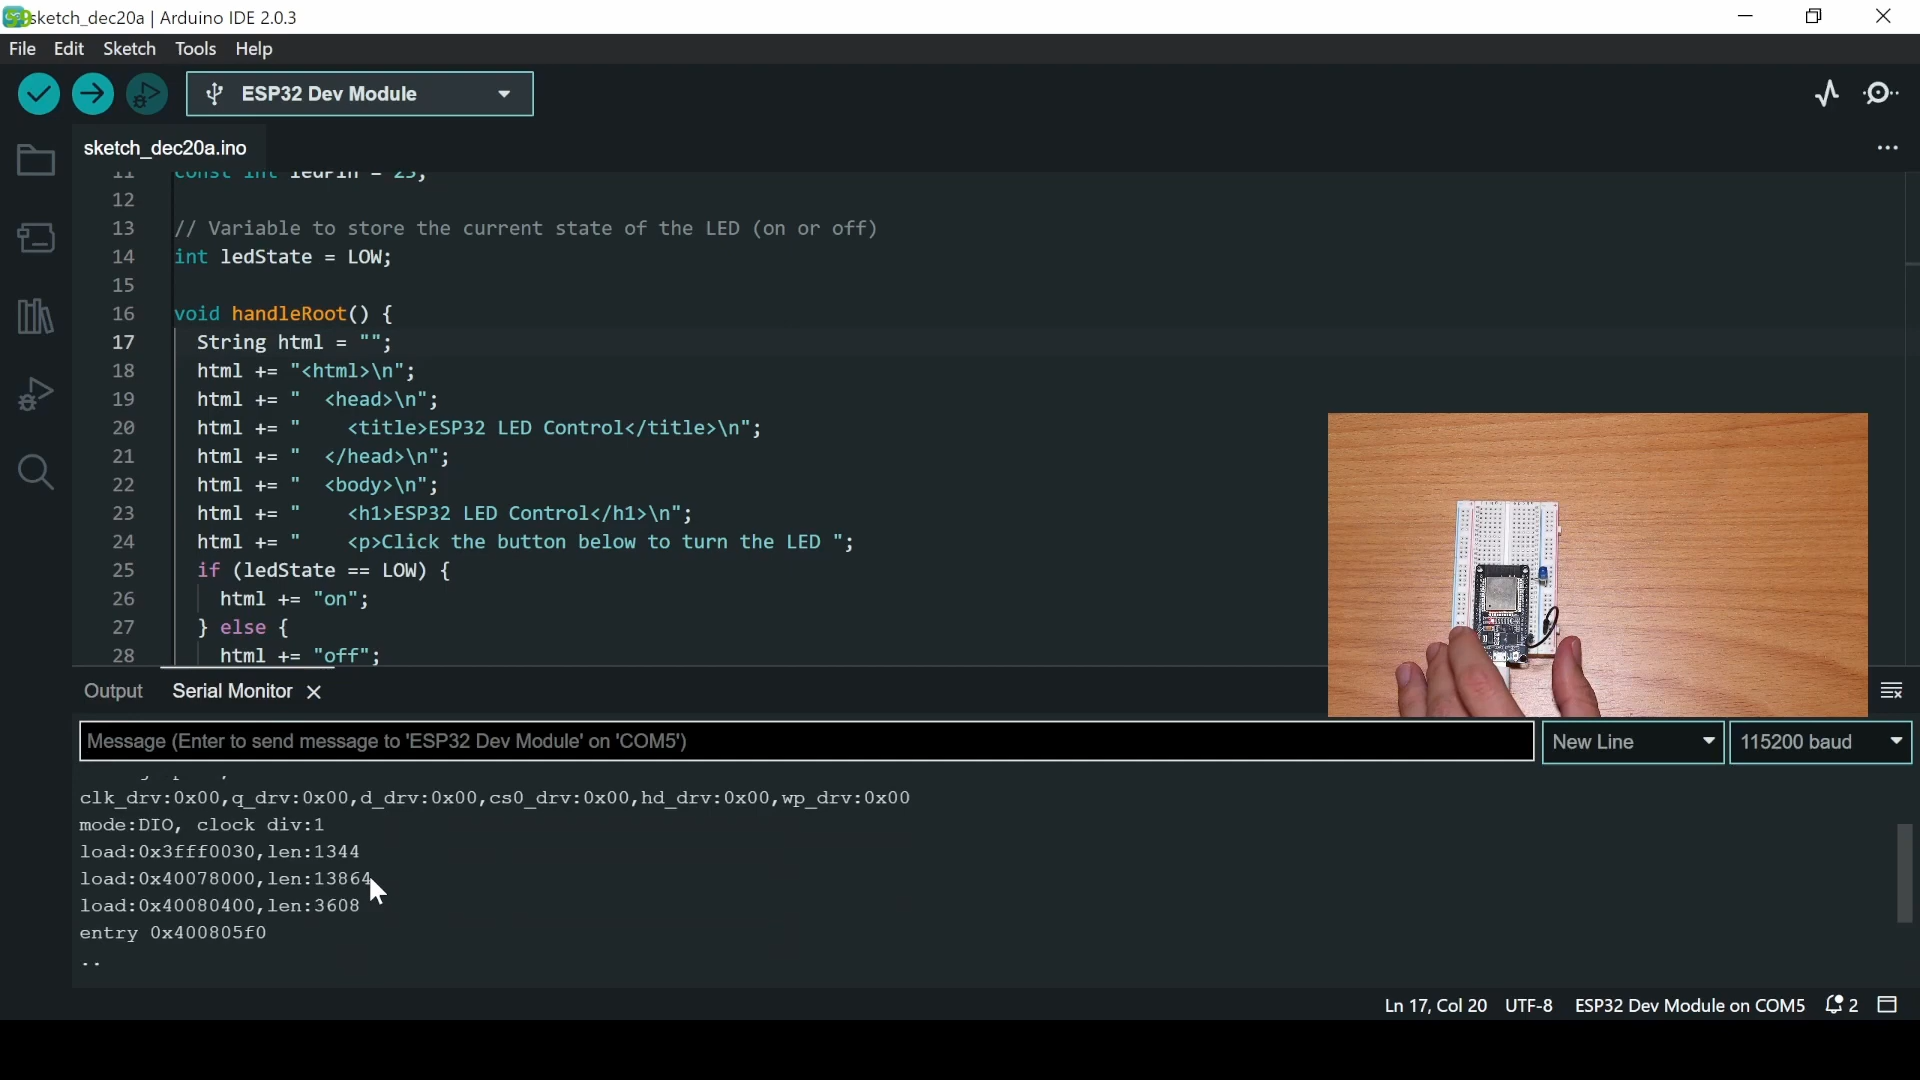 sketch_dec20a | Arduino IDE 2.0.3
File Edit Sketch Tools Help
ESP32 Dev Module
sketch_dec20a.ino
11 const int ledPin = 23;
12
13 // Variable to store the current state of the LED (on or off)
14 int ledState = LOW;
15
16 void handleRoot() {
17 String html = "";
18 html += "<html>\n";
19 html += " <head>\n";
20 html += " <title>ESP32 LED Control</title>\n";
21 html += " </head>\n";
22 html += " <body>\n";
23 html += " <h1>ESP32 LED Control</h1>\n";
24 html += " <p>Click the button below to turn the LED ";
25 if (ledState == LOW) {
26 html += "on";
27 } else {
28 html += "off";
Output Serial Monitor
Message (Enter to send message to 'ESP32 Dev Module' on 'COM5')
New Line 115200 baud
clk_drv:0x00,q_drv:0x00,d_drv:0x00,cs0_drv:0x00,hd_drv:0x00,wp_drv:0x00
mode:DIO, clock div:1
load:0x3fff0030,len:1344
load:0x40078000,len:13864
load:0x40080400,len:3608
entry 0x400805f0
..
Ln 17, Col 20 UTF-8 ESP32 Dev Module on COM5 2